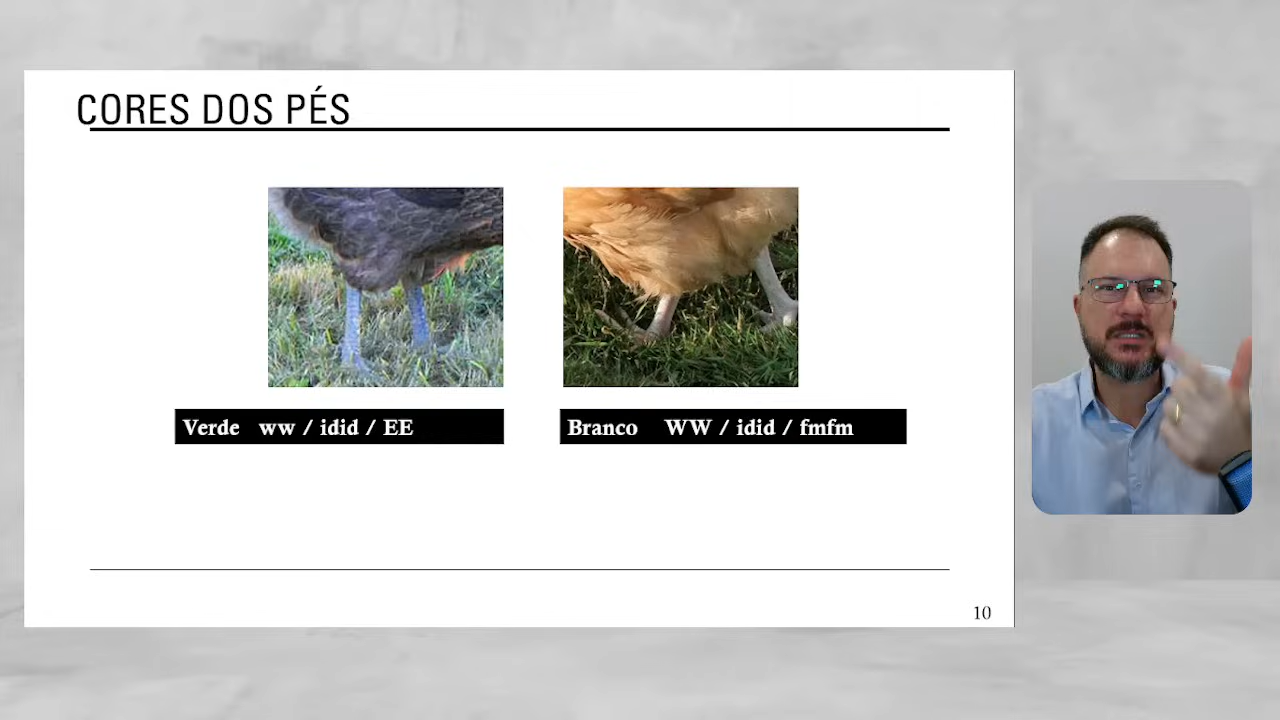 CORES DOS PÉS
Verde ww / idid / EE
Branco WW / idid / fmfm
10